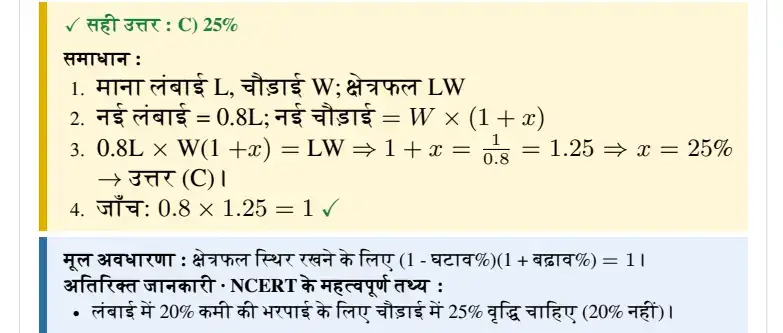 ✓ सही उत्तर : C) 25%
समाधान :
1. माना लंबाई L, चौड़ाई W; क्षेत्रफल LW
2. नई लंबाई = 0.8L; नई चौड़ाई = W × (1 + x)
3. 0.8L × W(1 +x) = LW ⇒ 1 + x = 1/0.8 = 1.25 ⇒ x = 25%
→ उत्तर (C)।
4. जाँच: 0.8 × 1.25 = 1 ✓
मूल अवधारणा : क्षेत्रफल स्थिर रखने के लिए (1 - घटाव%)(1 + बढ़ाव%) = 1।
अतिरिक्त जानकारी · NCERT के महत्वपूर्ण तथ्य :
• लंबाई में 20% कमी की भरपाई के लिए चौड़ाई में 25% वृद्धि चाहिए (20% नहीं)।